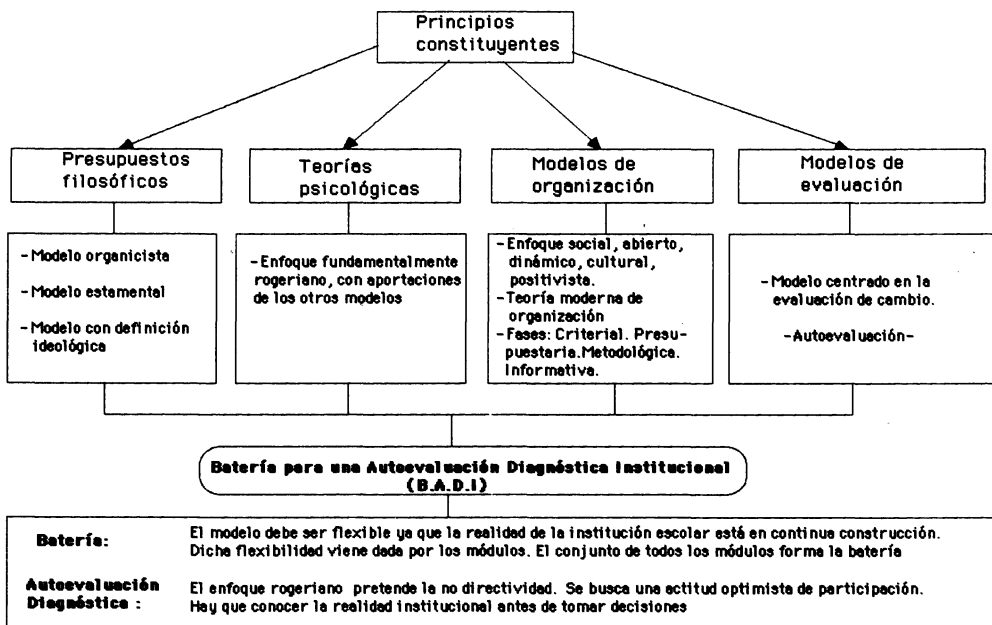 Principios
constituyentes
Presupuestos
filosóficos
Teorías
psicológicas
Modelos de
organización
Modelos de
evaluación
-Modelo organicista
-Modelo estamental
-Modelo con definición
ideológica
-Enfoque fundamentalmente
rogeriano, con aportaciones
de los otros modelos
-Enfoque social, abierto,
dinámico, cultural,
positivista.
-Teoría moderna de
organización
-Fases: Criterial. Presu-
puestaria.Metodológica.
Informativa.
-Modelo centrado en la
evaluación de cambio.
-Autoevaluación-
Batería para una Autoevaluación Diagnóstica Institucional
(B.A.D.I)
Batería: El modelo debe ser flexible ya que la realidad de la institución escolar está en continua construcción.
Dicha flexibilidad viene dada por los módulos. El conjunto de todos los módulos forma la batería
Autoevaluación El enfoque rogeriano pretende la no directividad. Se busca una actitud optimista de participación.
Diagnóstica : Hay que conocer la realidad institucional antes de tomar decisiones